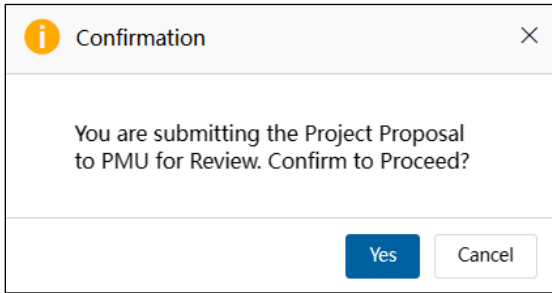 Confirmation
You are submitting the Project Proposal
to PMU for Review. Confirm to Proceed?
Yes
Cancel